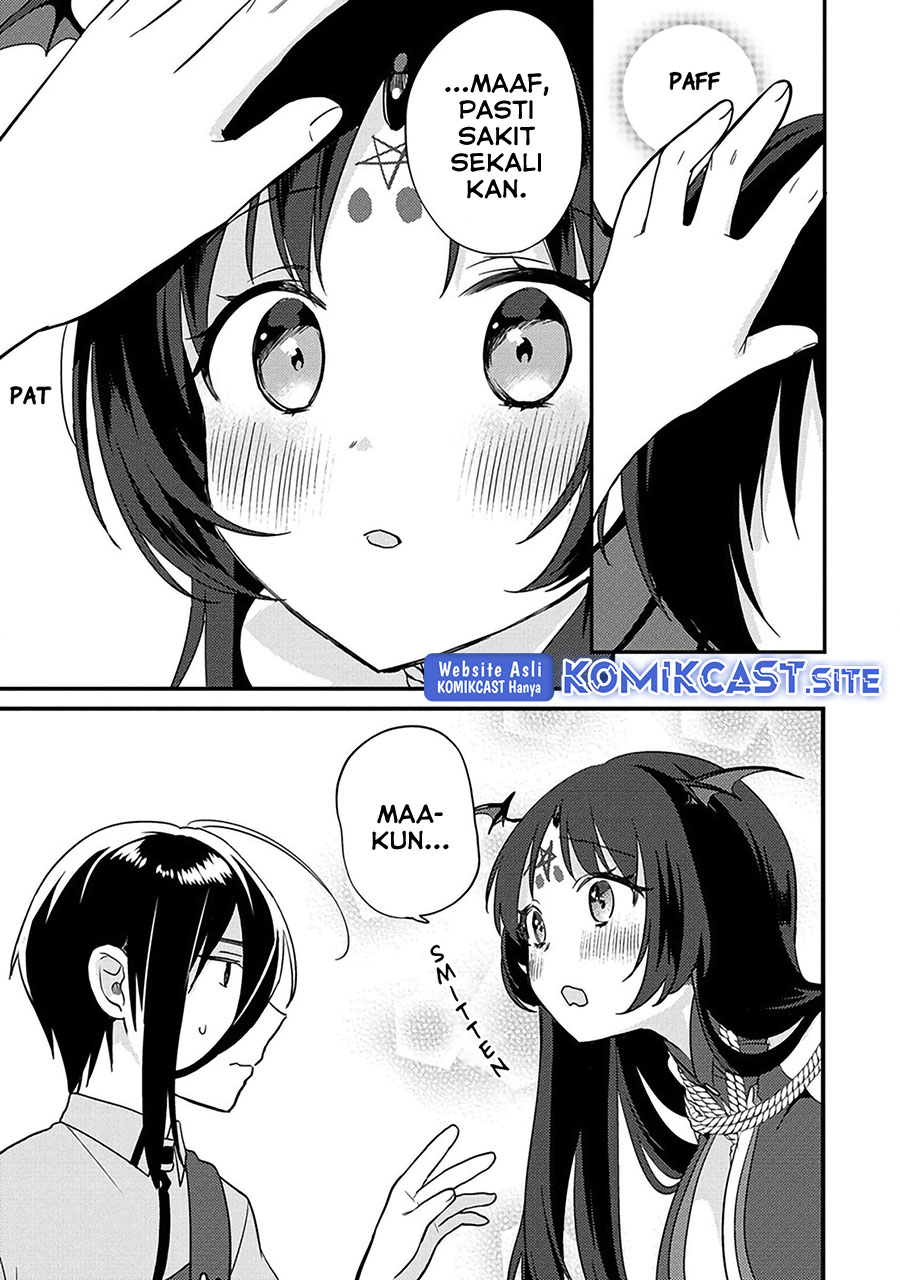 PAFF
...MAAF,
PASTI
SAKIT
SEKALI
KAN.
PAT
Website Asli
KOMIKCAST Hanya
KOMIKCAST.SITE
MAA-
KUN...
SMITTEN